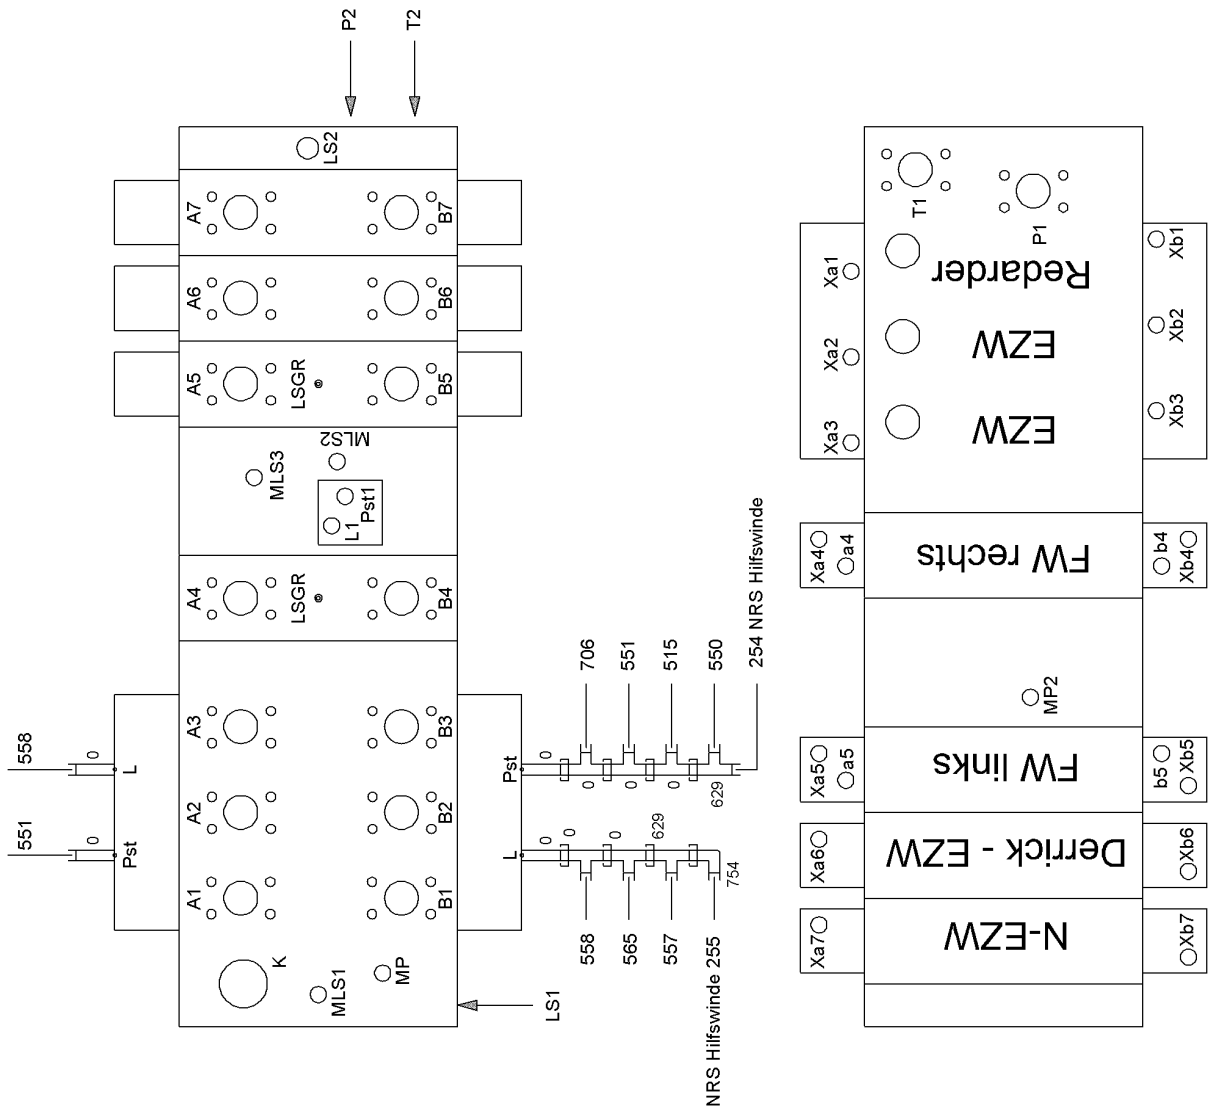 P2
T2
LS2
A7
B7
A6
B6
A5
LSGR
B5
MLS2
MLS3
Pst1
L1
A4
LSGR
B4
A3
B3
A2
B2
A1
B1
K
MLS1
MP
LS1
558
0
L
551
0
Pst
Pst
0
706
0
551
0
515
0
550
629
254 NRS Hilfswinde
L
0
0
558
0
565
629
557
754
NRS Hilfswinde 255
T1
P1
Xa1
Redarder
Xb1
Xa2
EZW
Xb2
Xa3
EZW
Xb3
Xa4
a4
FW rechts
b4
Xb4
MP2
Xa5
a5
FW links
b5
Xb5
Xa6
Derrick - EZW
Xb6
Xa7
N-EZW
Xb7